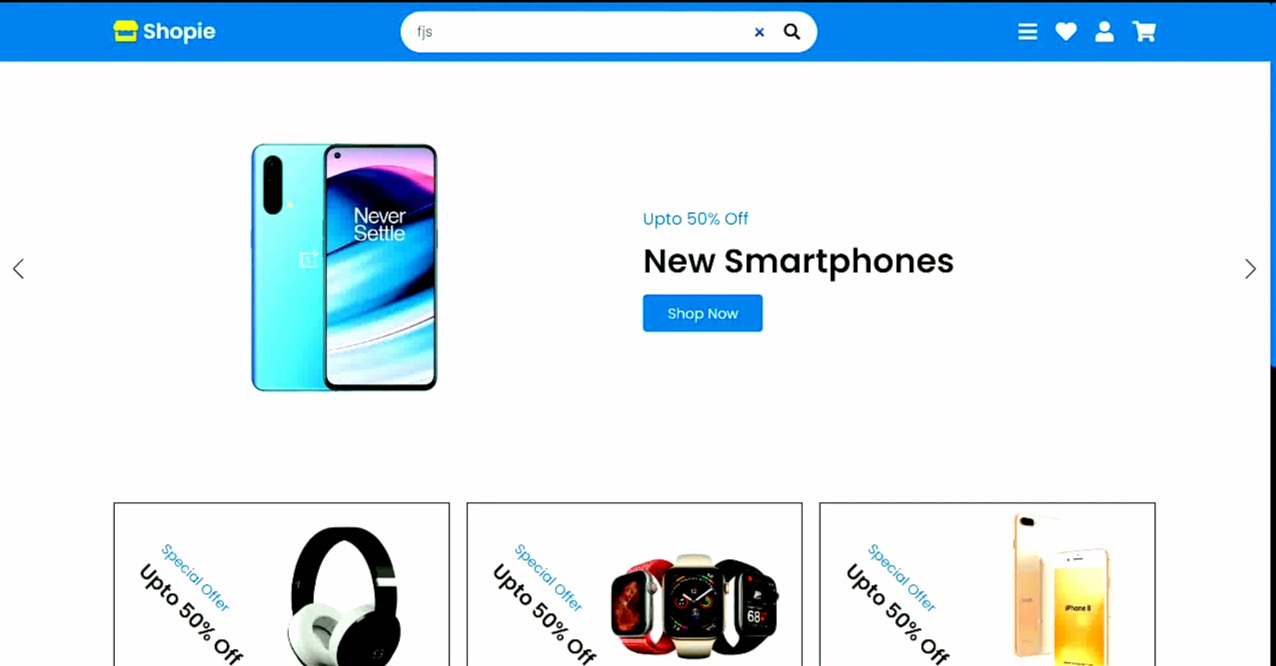 Shopie
fjs
Never
Settle
Upto 50% Off
New Smartphones
Shop Now
Special Offer
Upto 50% Off
Special Offer
Upto 50% Off
68
Special Offer
Upto 50% Off
iPhone 8